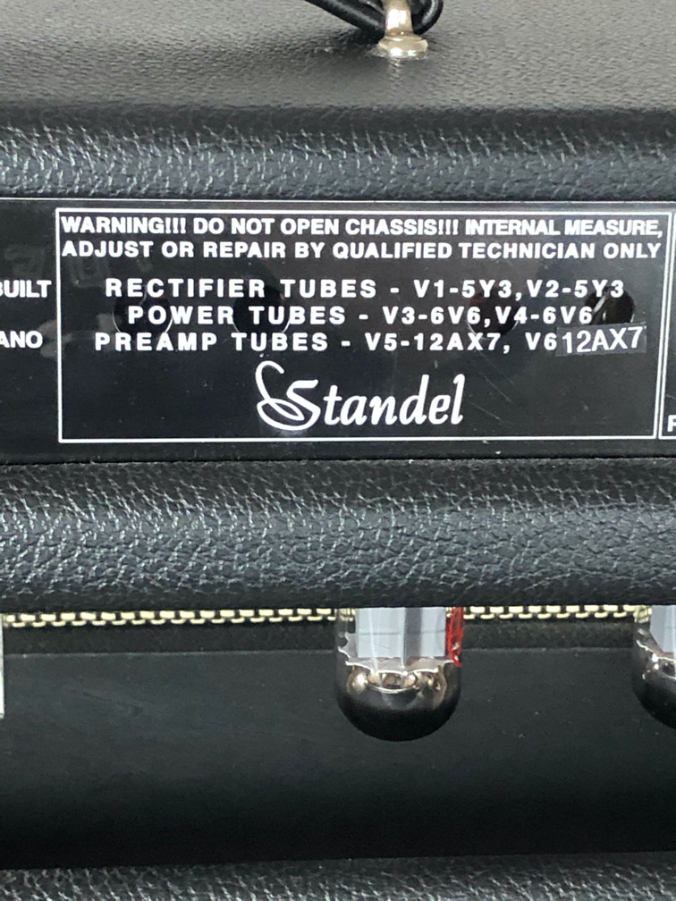 WARNING!!! DO NOT OPEN CHASSIS!!! INTERNAL MEASURE,
ADJUST OR REPAIR BY QUALIFIED TECHNICIAN ONLY
BUILT
RECTIFIER TUBES - V1-5Y3,V2-5Y3
POWER TUBES - V3-6V6,V4-6V6
ANO
PREAMP TUBES - V5-12AX7, V612AX7
Standel